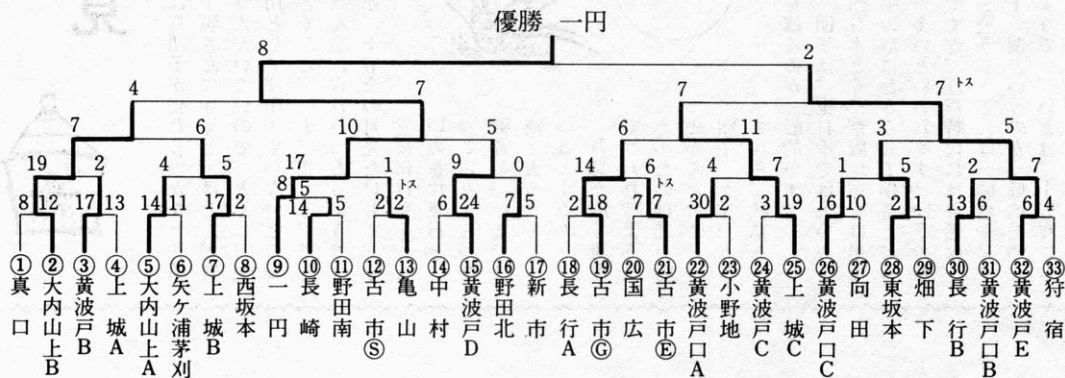 優勝 一円
8 2
4 7 7 7 トス
7 6 10 5 6 11 3 5
19 2 4 5 17 1 9 0 14 6 4 7 1 5 2 7
8 12 17 13 14 11 17 2 8 5 14 5 2 2 トス 6 24 7 5 2 18 7 7 トス 30 2 3 19 16 10 2 1 13 6 6 4
①真口
②大内山上B
③黄波戸B
④上城A
⑤大内山上A
⑥矢ケ浦茅刈
⑦上城B
⑧西坂本
⑨一円
⑩長崎
⑪野田南
⑫古市Ⓢ
⑬亀山
⑭中村
⑮黄波戸D
⑯野田北
⑰新市
⑱長行A
⑲古市Ⓖ
⑳国広
㉑古市Ⓔ
㉒黄波戸口A
㉓小野地
㉔黄波戸C
㉕上城C
㉖黄波戸口C
㉗向田
㉘東坂本
㉙畑下
㉚長行B
㉛黄波戸口B
㉜黄波戸E
㉝狩宿